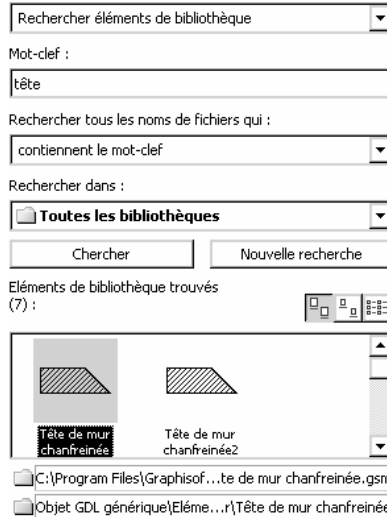 Rechercher éléments de bibliothèque
Mot-clef :
tête
Rechercher tous les noms de fichiers qui :
contiennent le mot-clef
Rechercher dans :
Toutes les bibliothèques
Chercher Nouvelle recherche
Eléments de bibliothèque trouvés
(7) :
Tête de mur Tête de mur
chanfreinée chanfreinée2
C:\Program Files\Graphisof...te de mur chanfreinée.gsm
Objet GDL générique\Eléme...r\Tête de mur chanfreinée